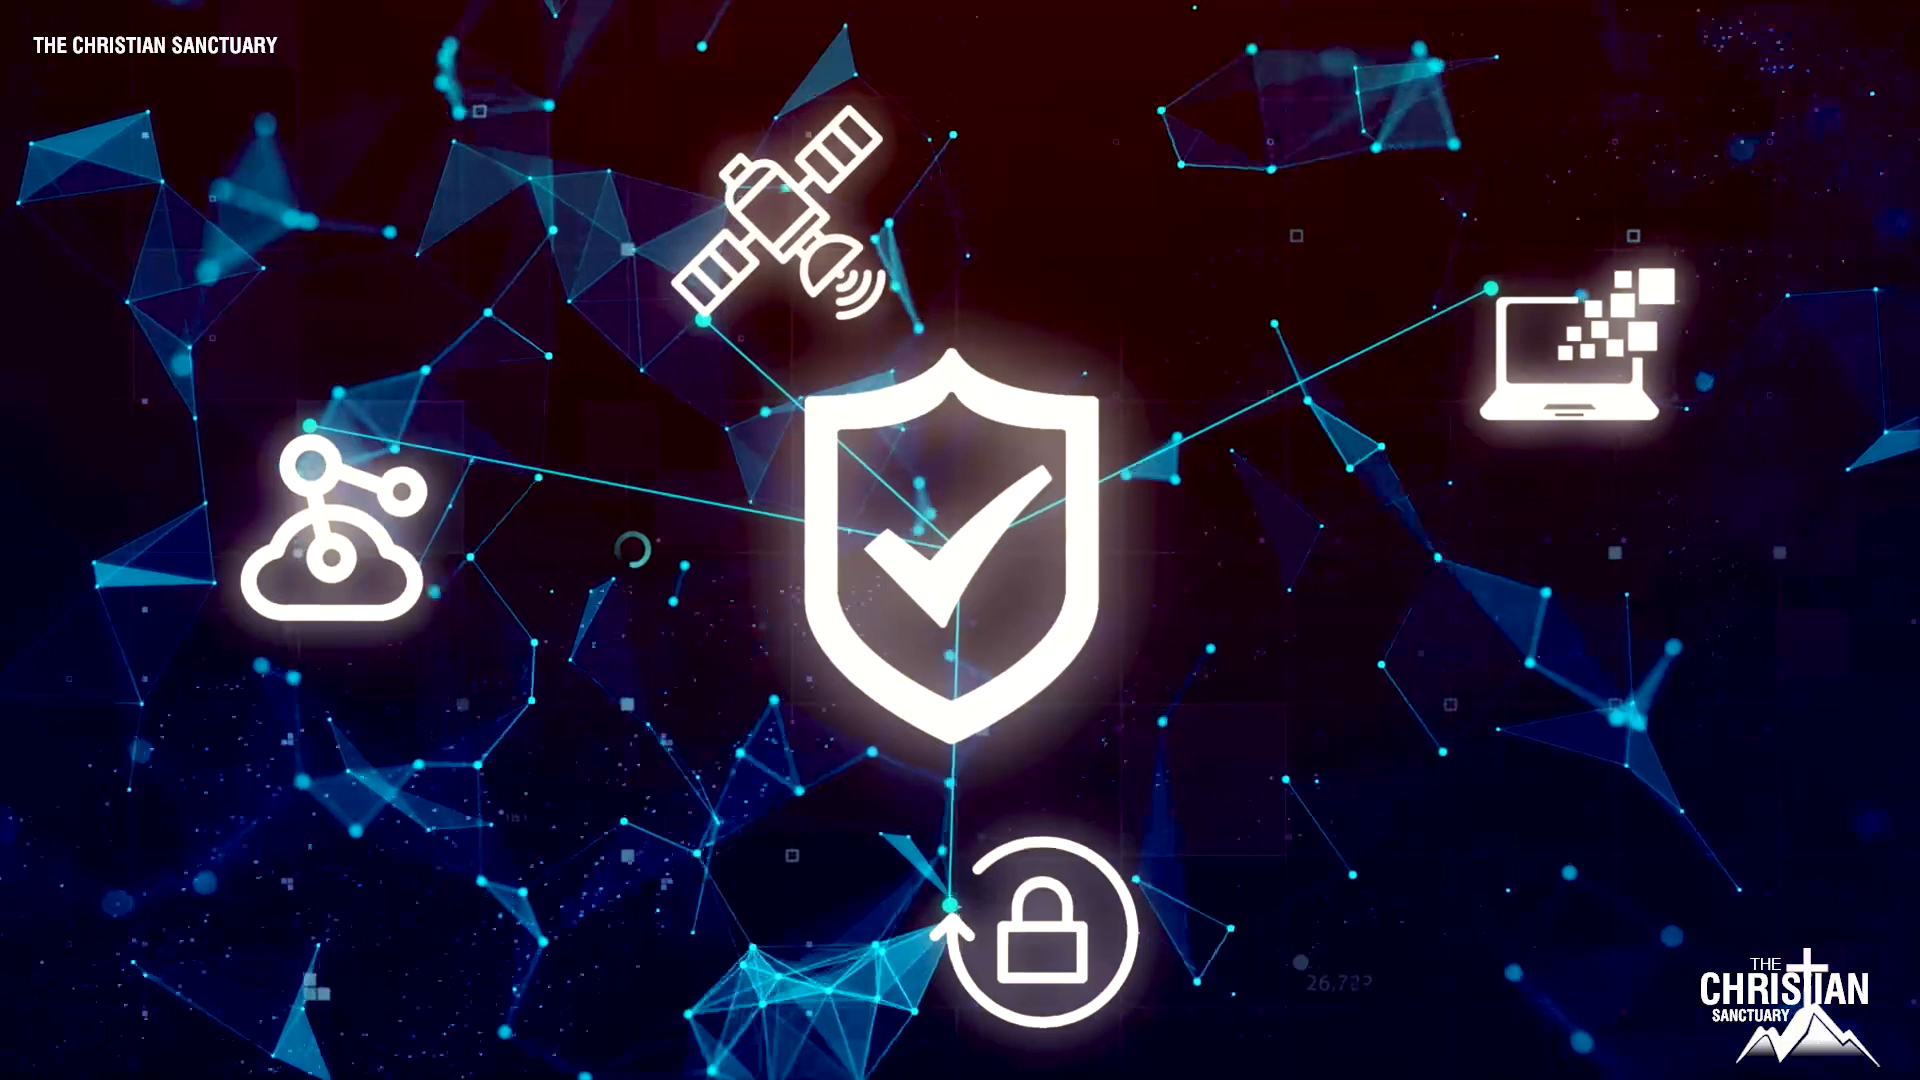 THE CHRISTIAN SANCTUARY
THE
CHRISTIAN
SANCTUARY